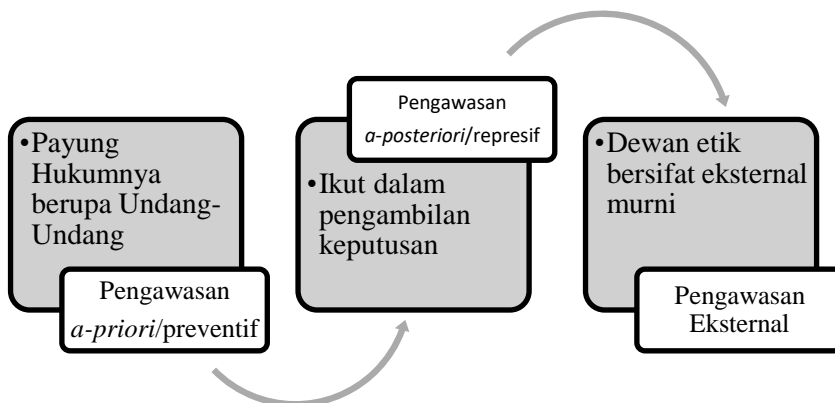 •Payung
Hukumnya
berupa Undang-
Undang
Pengawasan
a-priori/preventif
Pengawasan
a-posteriori/represif
•Ikut dalam
pengambilan
keputusan
•Dewan etik
bersifat eksternal
murni
Pengawasan
Eksternal